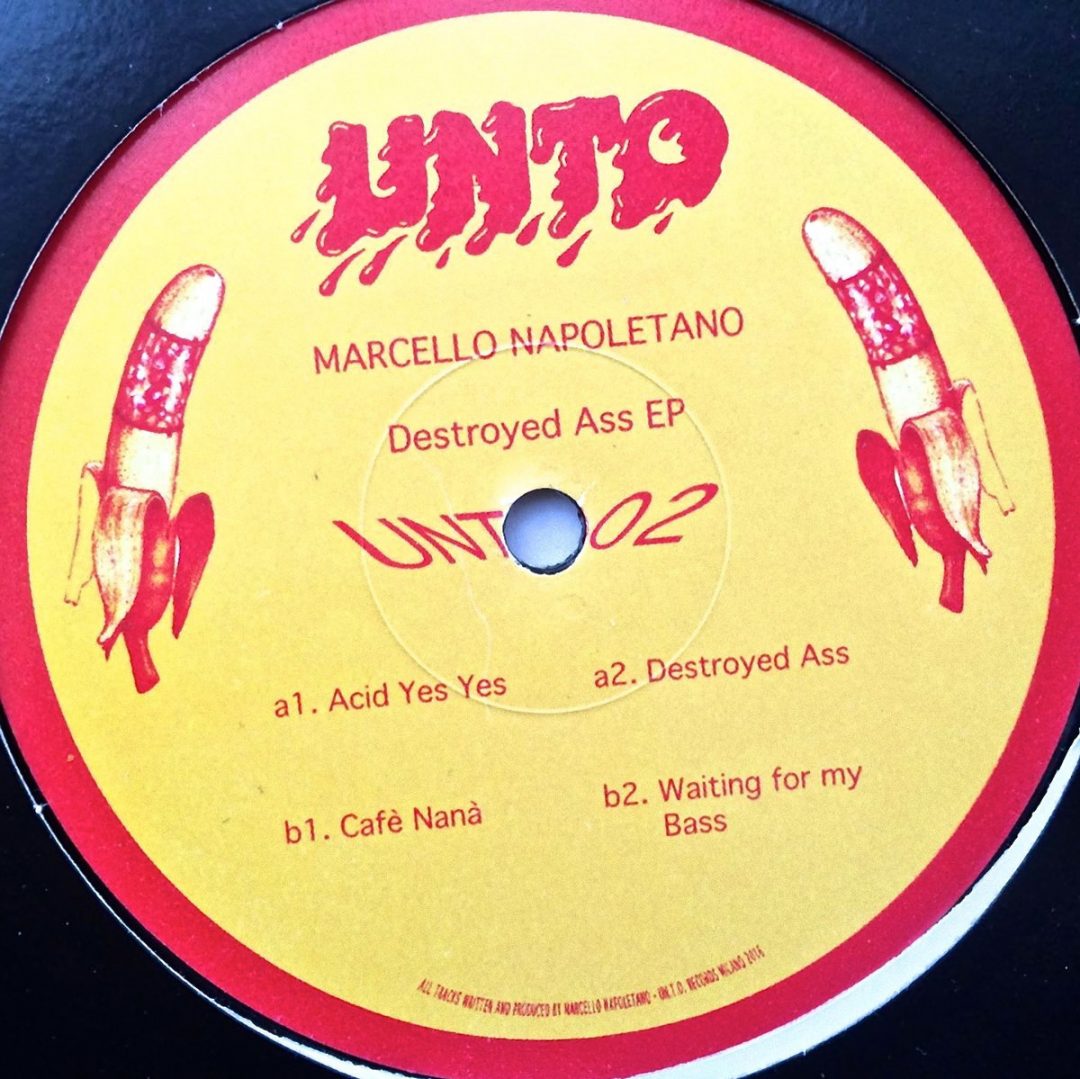 UNTO
MARCELLO NAPOLETANO
Destroyed Ass EP
UNT 02
a1. Acid Yes Yes
a2. Destroyed Ass
b1. Cafè Nanà
b2. Waiting for my
Bass
ALL TRACKS WRITTEN AND PRODUCED BY MARCELLO NAPOLETANO - UN.T.O. RECORDS MILANO 2016